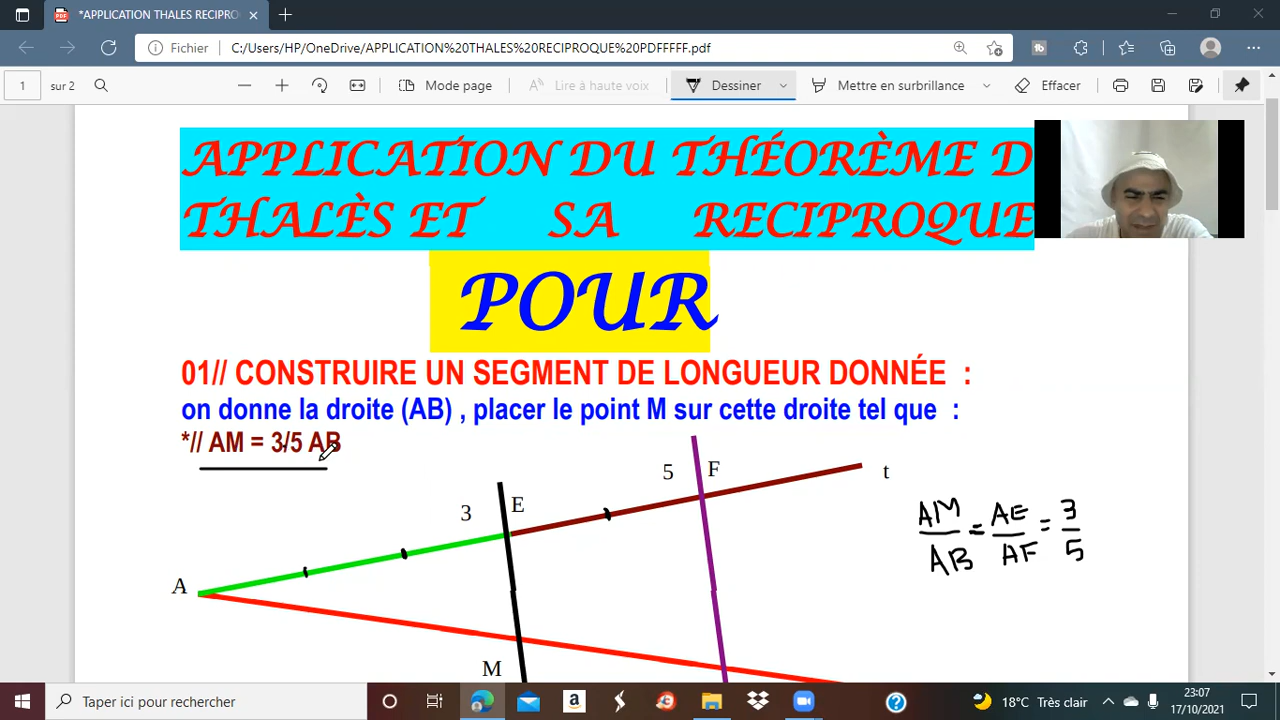 *APPLICATION THALES RECIPROQ
Fichier C:/Users/HP/OneDrive/APPLICATION%20THALES%20RECIPROQUE%20PDFFFFF.pdf
1 sur 2 Mode page Lire à haute voix Dessiner Mettre en surbrillance Effacer
APPLICATION DU THÉORÈME D
THALÈS ET SA RECIPROQUE
POUR
01// CONSTRUIRE UN SEGMENT DE LONGUEUR DONNÉE :
on donne la droite (AB) , placer le point M sur cette droite tel que :
*// AM = 3/5 AB
5 F
t
3 E
AM/AB = AE/AF = 3/5
A
M
Taper ici pour rechercher
18°C Très clair
23:07
17/10/2021